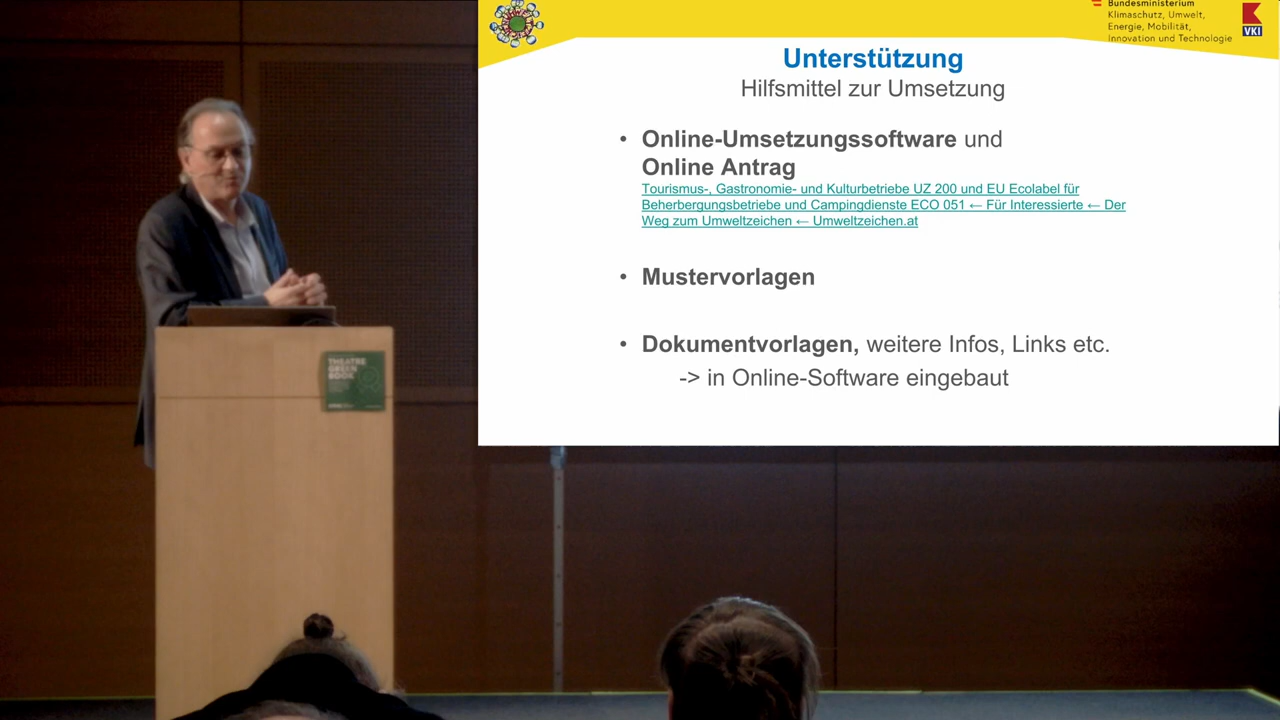 Bundesministerium
Klimaschutz, Umwelt,
Energie, Mobilität,
Innovation und Technologie
VKI
Unterstützung
Hilfsmittel zur Umsetzung
• Online-Umsetzungssoftware und
Online Antrag
Tourismus-, Gastronomie- und Kulturbetriebe UZ 200 und EU Ecolabel für
Beherbergungsbetriebe und Campingdienste ECO 051 ← Für Interessierte ← Der
Weg zum Umweltzeichen ← Umweltzeichen.at
• Mustervorlagen
• Dokumentvorlagen, weitere Infos, Links etc.
-> in Online-Software eingebaut
THEATRE
GREEN
BOOK